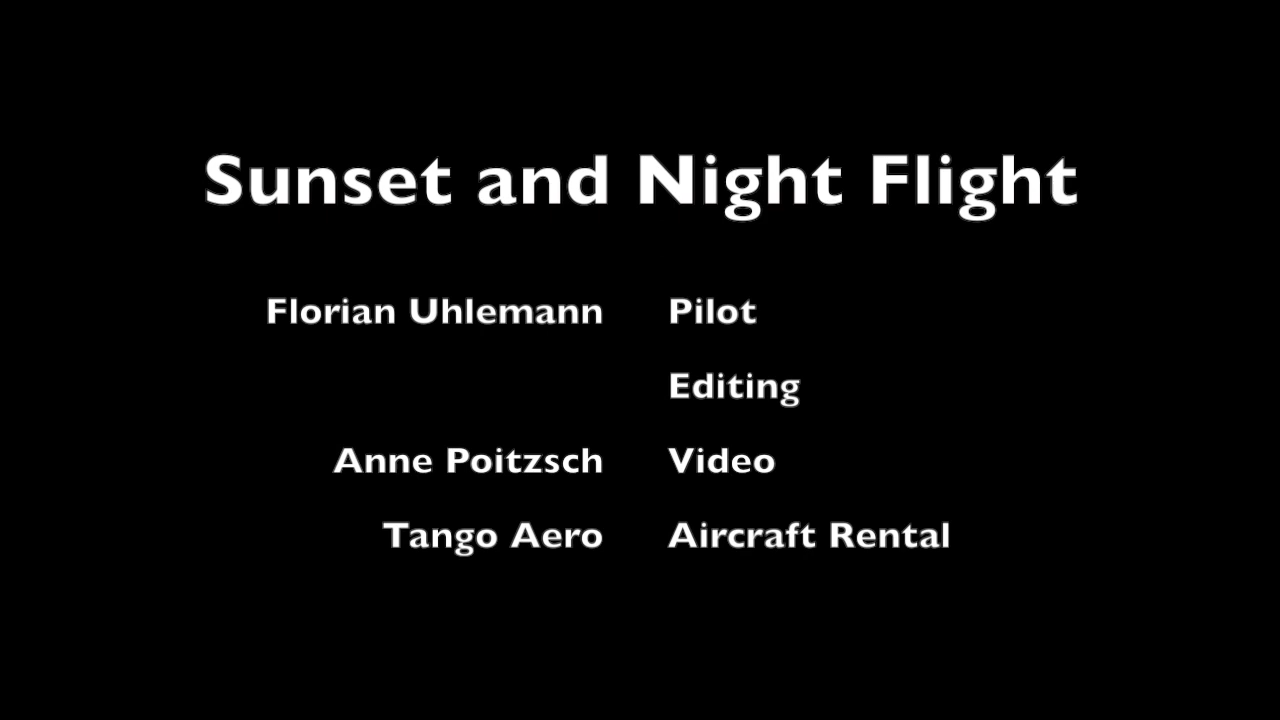 Sunset and Night Flight
Florian Uhlemann Pilot
Editing
Anne Poitzsch Video
Tango Aero Aircraft Rental